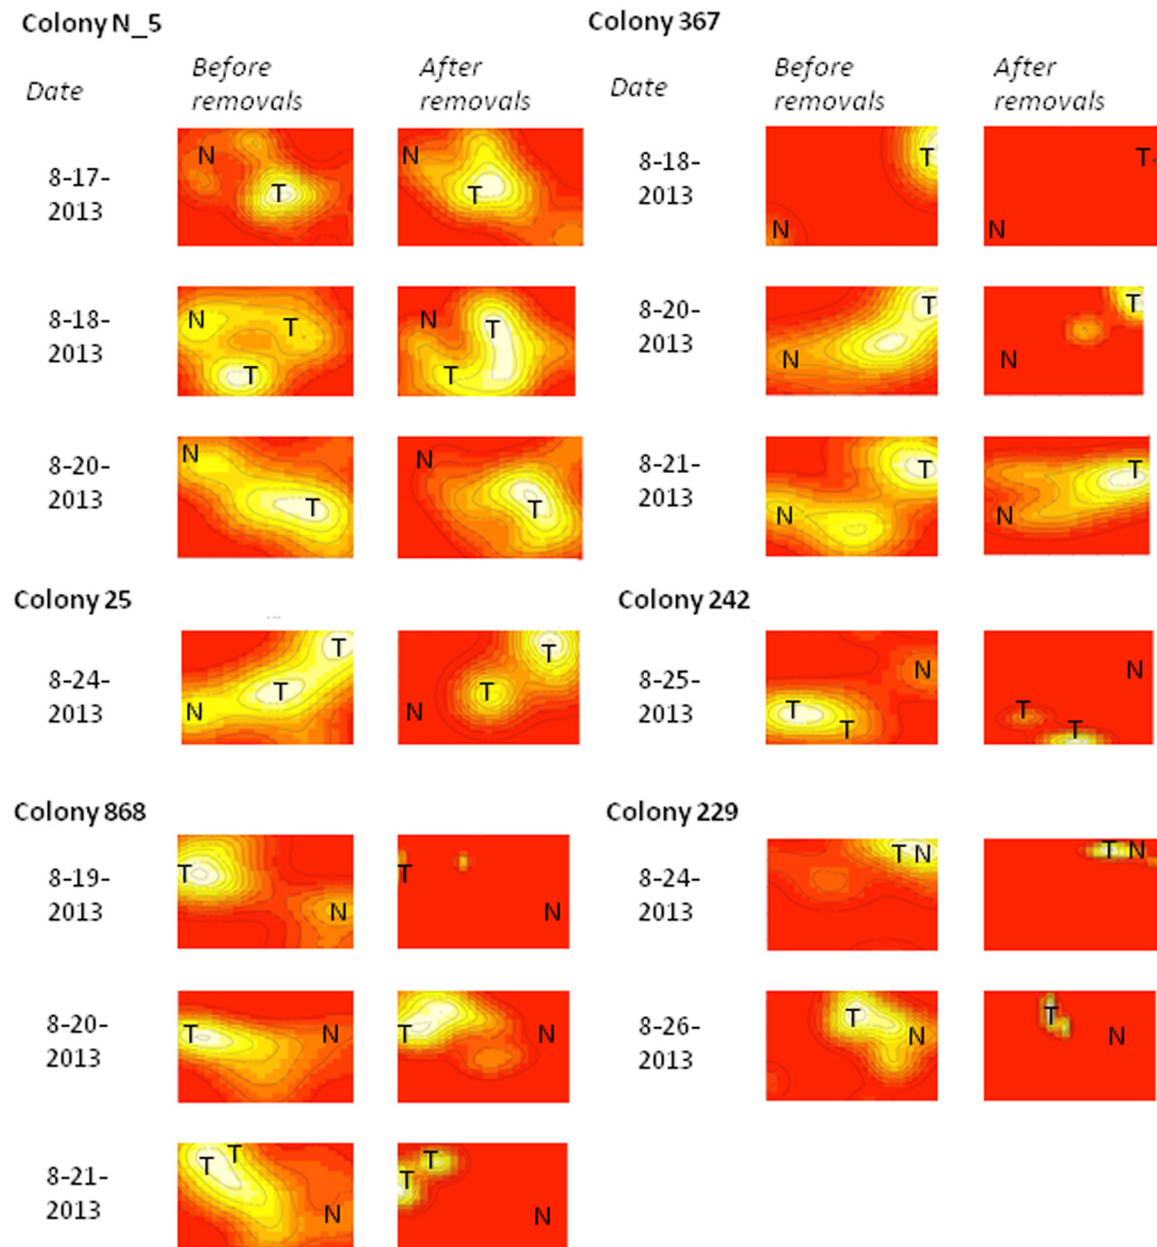 Colony N_5
Colony 367
Date
Before
removals
After
removals
Date
Before
removals
After
removals
8-17-
2013
N
T
N
T
8-18-
2013
T
N
T
N
8-18-
2013
N
T
T
N
T
T
8-20-
2013
T
N
T
N
8-20-
2013
N
T
N
T
8-21-
2013
T
N
T
N
Colony 25
Colony 242
8-24-
2013
T
T
N
T
T
N
8-25-
2013
N
T
T
N
T
T
Colony 868
Colony 229
8-19-
2013
T
N
T
N
8-24-
2013
T N
T N
8-20-
2013
T
N
T
N
8-26-
2013
T
N
T
N
8-21-
2013
T
T
N
T
T
N